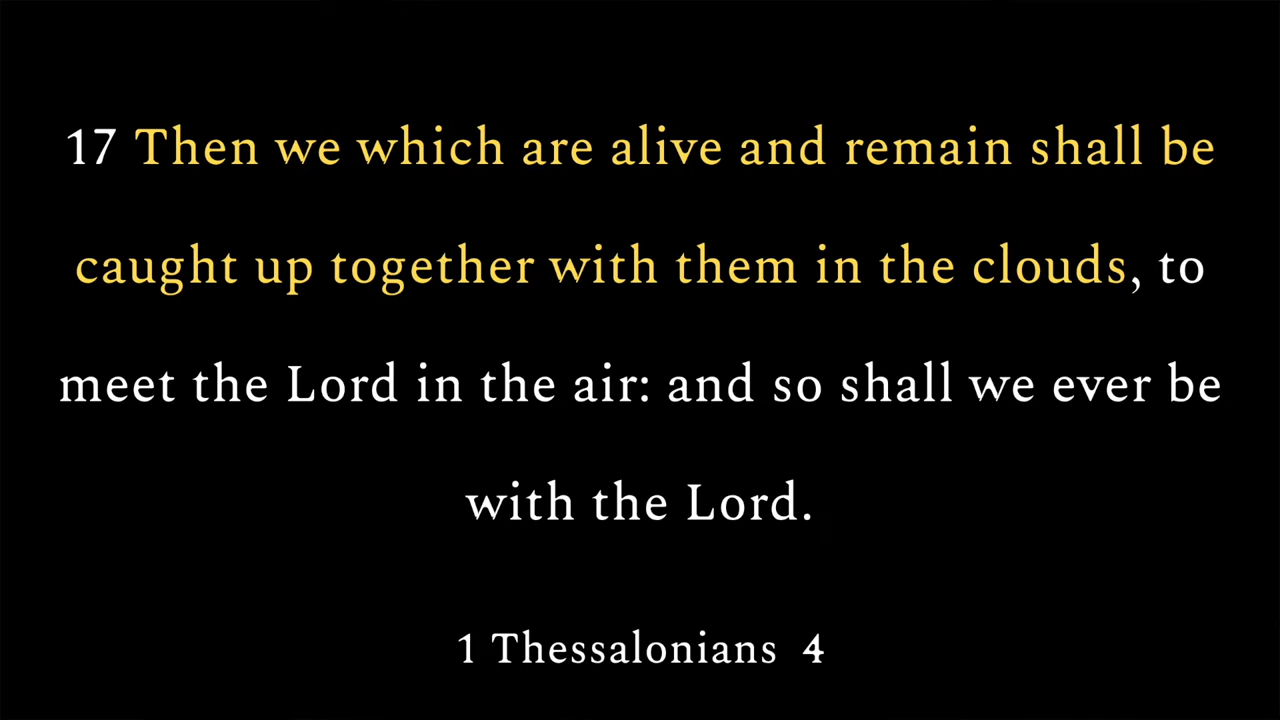 17 Then we which are alive and remain shall be
caught up together with them in the clouds, to
meet the Lord in the air: and so shall we ever be
with the Lord.
1 Thessalonians 4